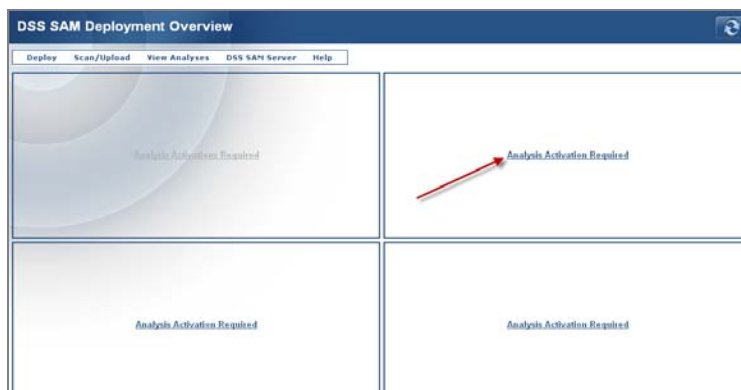 DSS SAM Deployment Overview
Deploy Scan/Upload View Analyses DSS SAM Server Help
Analysis Activations Required
Analysis Activation Required
Analysis Activation Required
Analysis Activation Required